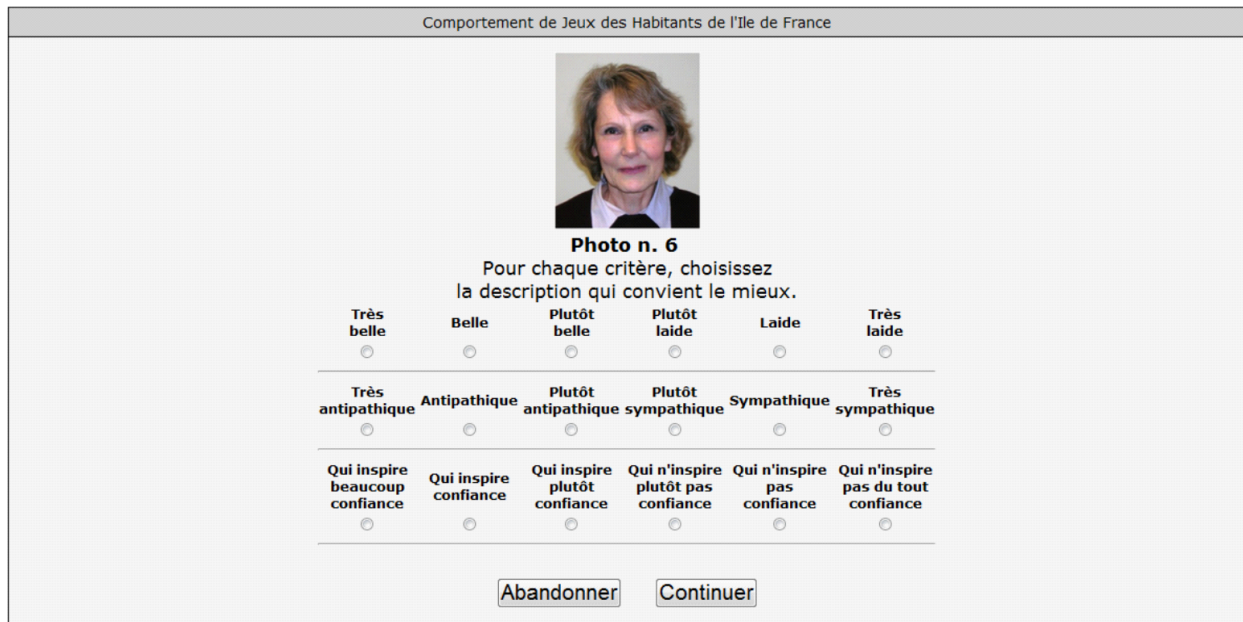 Comportement de Jeux des Habitants de l'Ile de France
Photo n. 6
Pour chaque critère, choisissez
la description qui convient le mieux.
Très belle Belle Plutôt belle Plutôt laide Laide Très laide
Très antipathique Antipathique Plutôt antipathique Plutôt sympathique Sympathique Très sympathique
Qui inspire beaucoup confiance Qui inspire confiance Qui inspire plutôt confiance Qui n'inspire plutôt pas confiance Qui n'inspire pas confiance Qui n'inspire pas du tout confiance
Abandonner Continuer